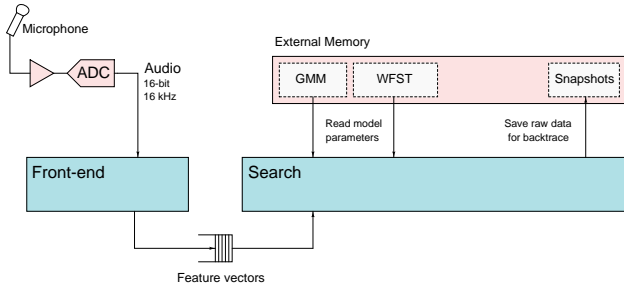 Microphone
ADC
Audio
16-bit
16 kHz
External Memory
GMM
WFST
Snapshots
Read model
parameters
Save raw data
for backtrace
Front-end
Search
Feature vectors